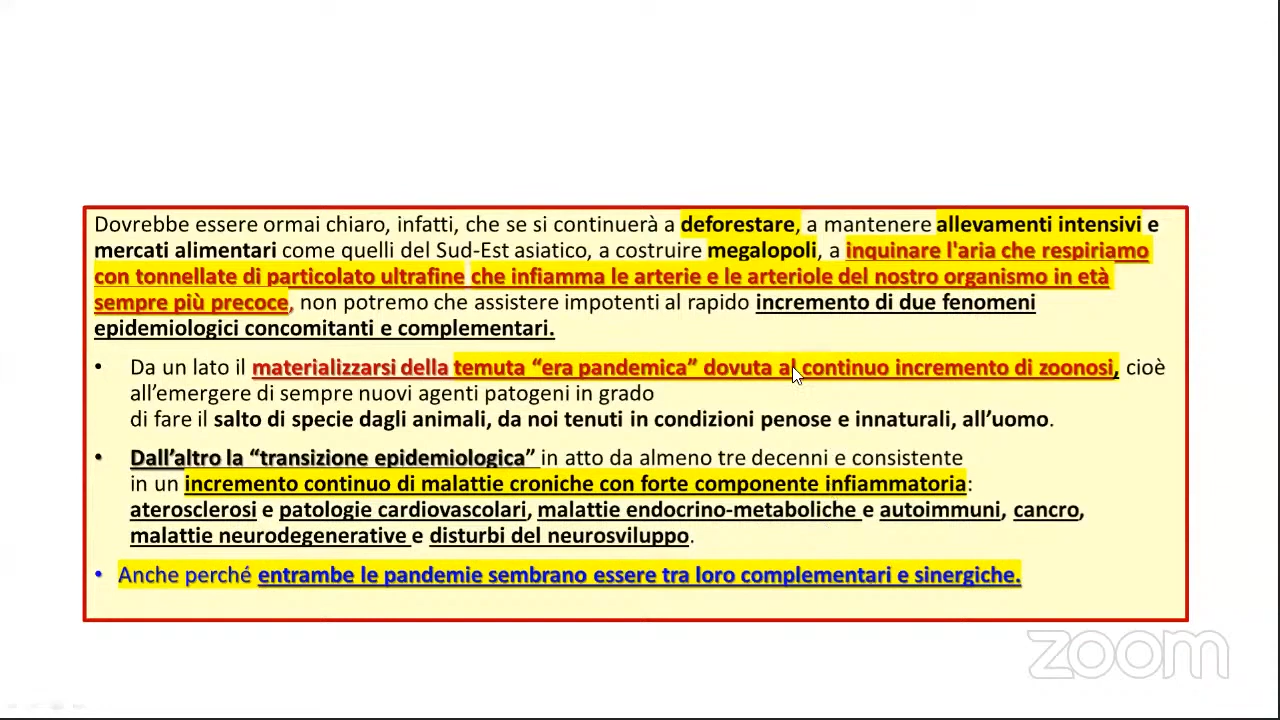 Dovrebbe essere ormai chiaro, infatti, che se si continuerà a deforestare, a mantenere allevamenti intensivi e
mercati alimentari come quelli del Sud-Est asiatico, a costruire megalopoli, a inquinare l'aria che respiriamo
con tonnellate di particolato ultrafine che infiamma le arterie e le arteriole del nostro organismo in età
sempre più precoce, non potremo che assistere impotenti al rapido incremento di due fenomeni
epidemiologici concomitanti e complementari.
• Da un lato il materializzarsi della temuta “era pandemica” dovuta al continuo incremento di zoonosi, cioè
all’emergere di sempre nuovi agenti patogeni in grado
di fare il salto di specie dagli animali, da noi tenuti in condizioni penose e innaturali, all’uomo.
• Dall’altro la “transizione epidemiologica” in atto da almeno tre decenni e consistente
in un incremento continuo di malattie croniche con forte componente infiammatoria:
aterosclerosi e patologie cardiovascolari, malattie endocrino-metaboliche e autoimmuni, cancro,
malattie neurodegenerative e disturbi del neurosviluppo.
• Anche perché entrambe le pandemie sembrano essere tra loro complementari e sinergiche.
zoom